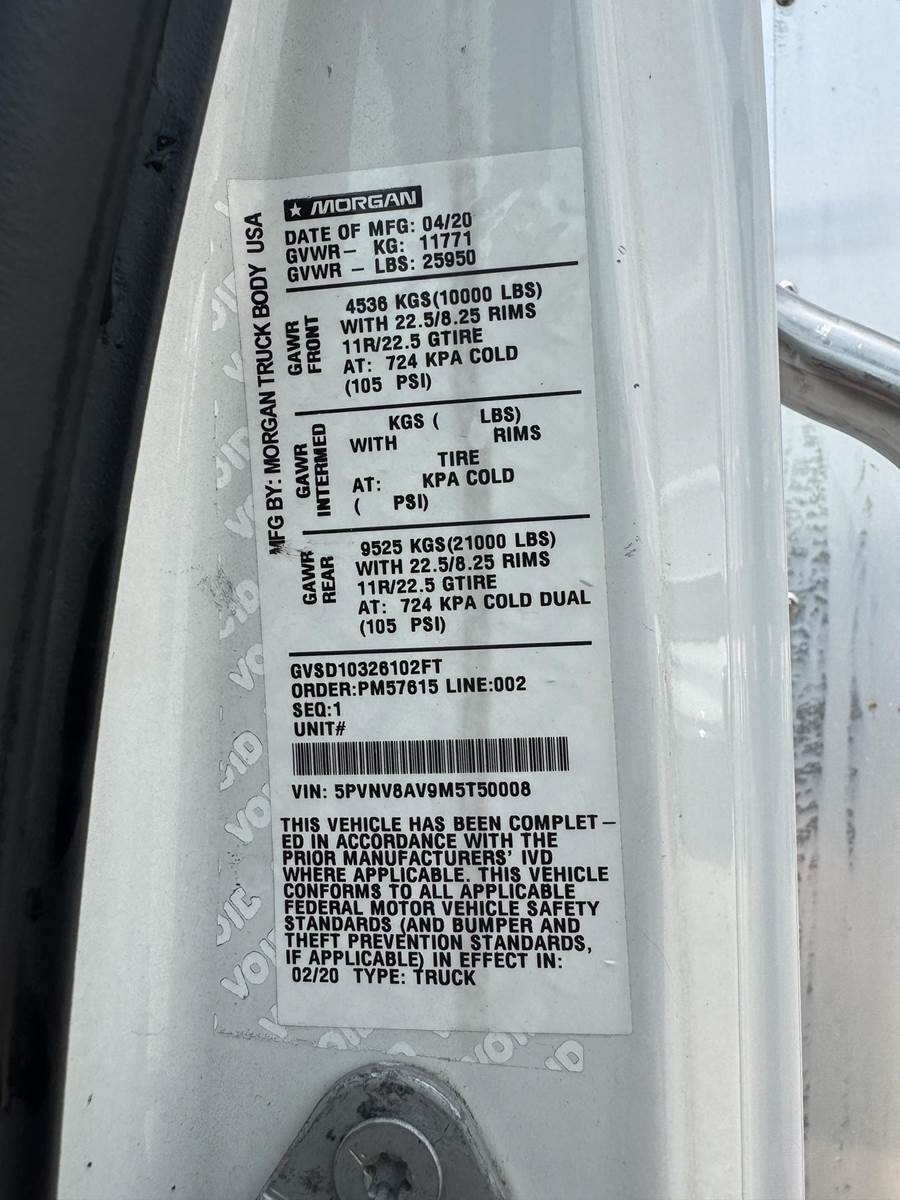 ★ MORGAN
DATE OF MFG: 04/20
GVWR- KG: 11771
GVWR - LBS: 25950
MFG BY: MORGAN TRUCK BODY USA
GAWR
FRONT
4536 KGS(10000 LBS)
WITH 22.5/8.25 RIMS
11R/22.5 GTIRE
AT: 724 KPA COLD
(105 PSI)
GAWR
INTERMED
KGS ( LBS)
WITH RIMS
TIRE
AT: KPA COLD
( PSI)
GAWR
REAR
9525 KGS(21000 LBS)
WITH 22.5/8.25 RIMS
11R/22.5 GTIRE
AT: 724 KPA COLD DUAL
(105 PSI)
GVSD10326102FT
ORDER:PM57615 LINE:002
SEQ:1
UNIT#
VIN: 5PVNV8AV9M5T50008
THIS VEHICLE HAS BEEN COMPLET-
ED IN ACCORDANCE WITH THE
PRIOR MANUFACTURERS' IVD
WHERE APPLICABLE. THIS VEHICLE
CONFORMS TO ALL APPLICABLE
FEDERAL MOTOR VEHICLE SAFETY
STANDARDS (AND BUMPER AND
THEFT PREVENTION STANDARDS,
IF APPLICABLE) IN EFFECT IN:
02/20 TYPE: TRUCK
VOID
VOID
VOID